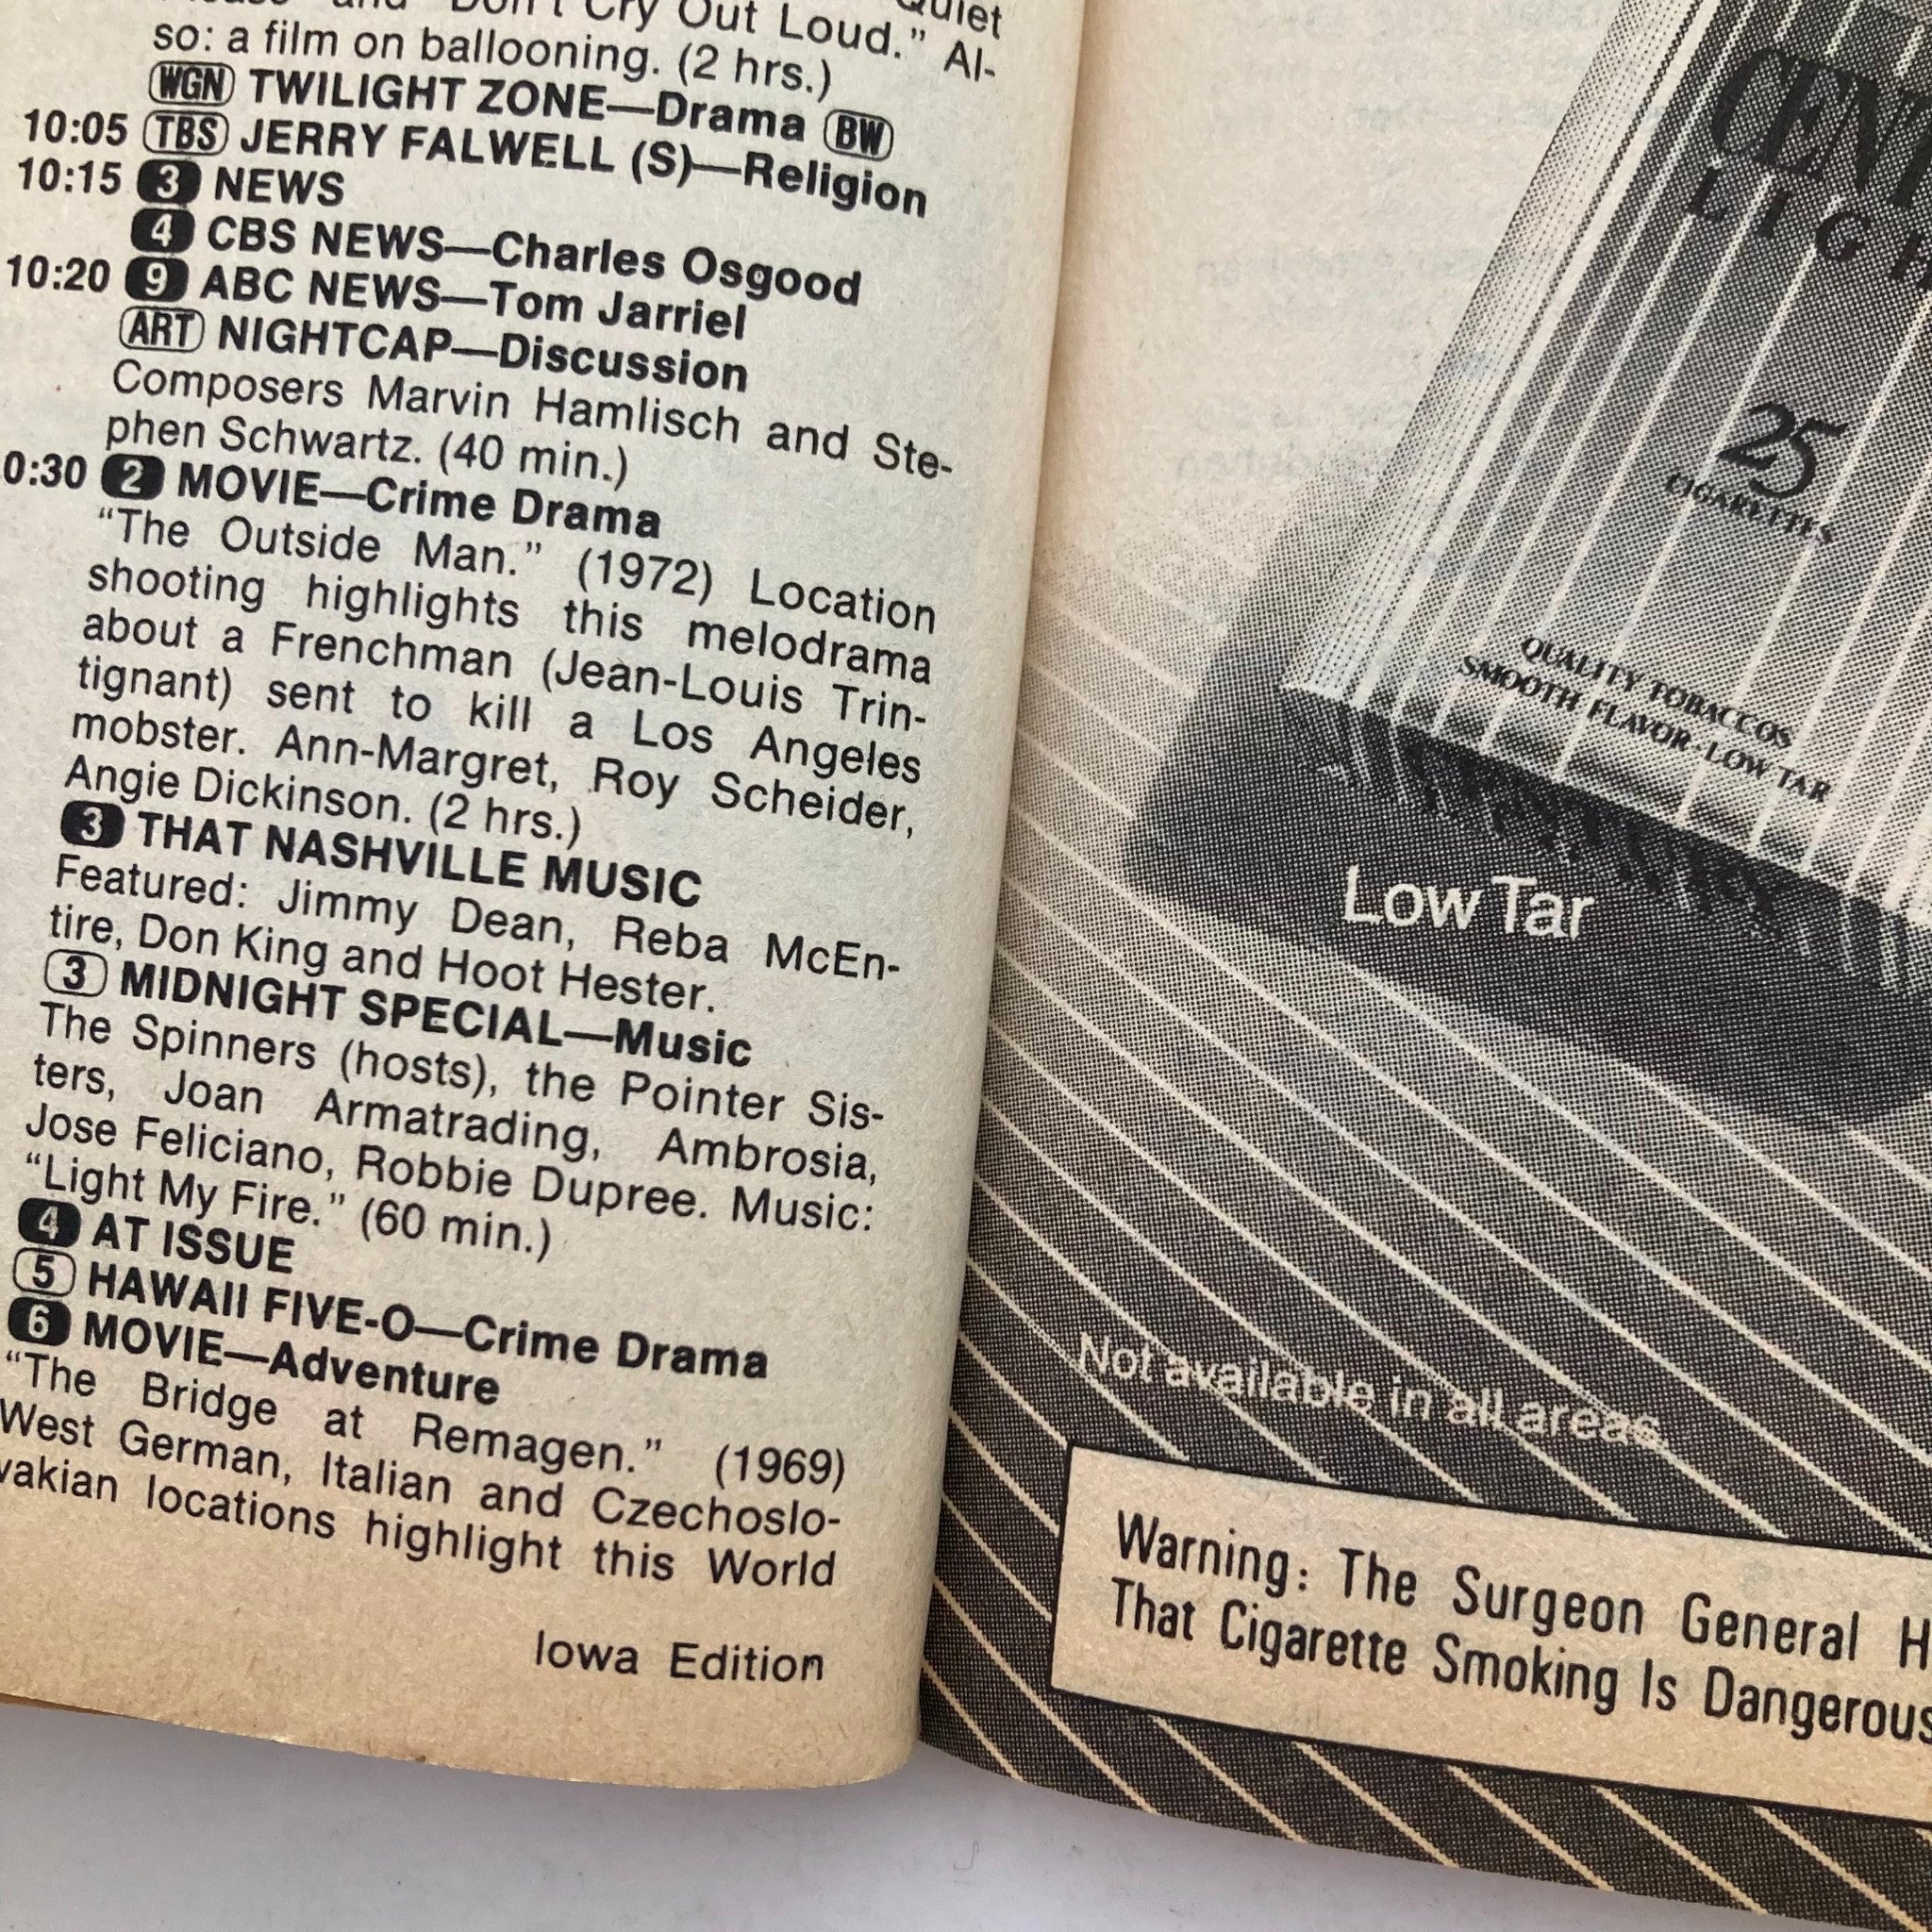 and "Don't Cry Out Loud." Al-
so: a film on ballooning. (2 hrs.)
WGN TWILIGHT ZONE—Drama BW
10:05 TBS JERRY FALWELL (S)—Religion
10:15 3 NEWS
4 CBS NEWS—Charles Osgood
10:20 9 ABC NEWS—Tom Jarriel
ART NIGHTCAP—Discussion
Composers Marvin Hamlisch and Ste-
phen Schwartz. (40 min.)
0:30 2 MOVIE—Crime Drama
"The Outside Man." (1972) Location
shooting highlights this melodrama
about a Frenchman (Jean-Louis Trin-
tignant) sent to kill a Los Angeles
mobster. Ann-Margret, Roy Scheider,
Angie Dickinson. (2 hrs.)
3 THAT NASHVILLE MUSIC
Featured: Jimmy Dean, Reba McEn-
tire, Don King and Hoot Hester.
3 MIDNIGHT SPECIAL—Music
The Spinners (hosts), the Pointer Sis-
ters, Joan Armatrading, Ambrosia,
Jose Feliciano, Robbie Dupree. Music:
"Light My Fire." (60 min.)
4 AT ISSUE
5 HAWAII FIVE-O—Crime Drama
6 MOVIE—Adventure
"The Bridge at Remagen." (1969)
West German, Italian and Czechoslo-
vakian locations highlight this World
Iowa Edition
CENT
LIGH
25
CIGARETTES
QUALITY TOBACCOS
SMOOTH FLAVOR·LOW TAR
Low Tar
Not available in all areas.
Warning: The Surgeon General H
That Cigarette Smoking Is Dangerous